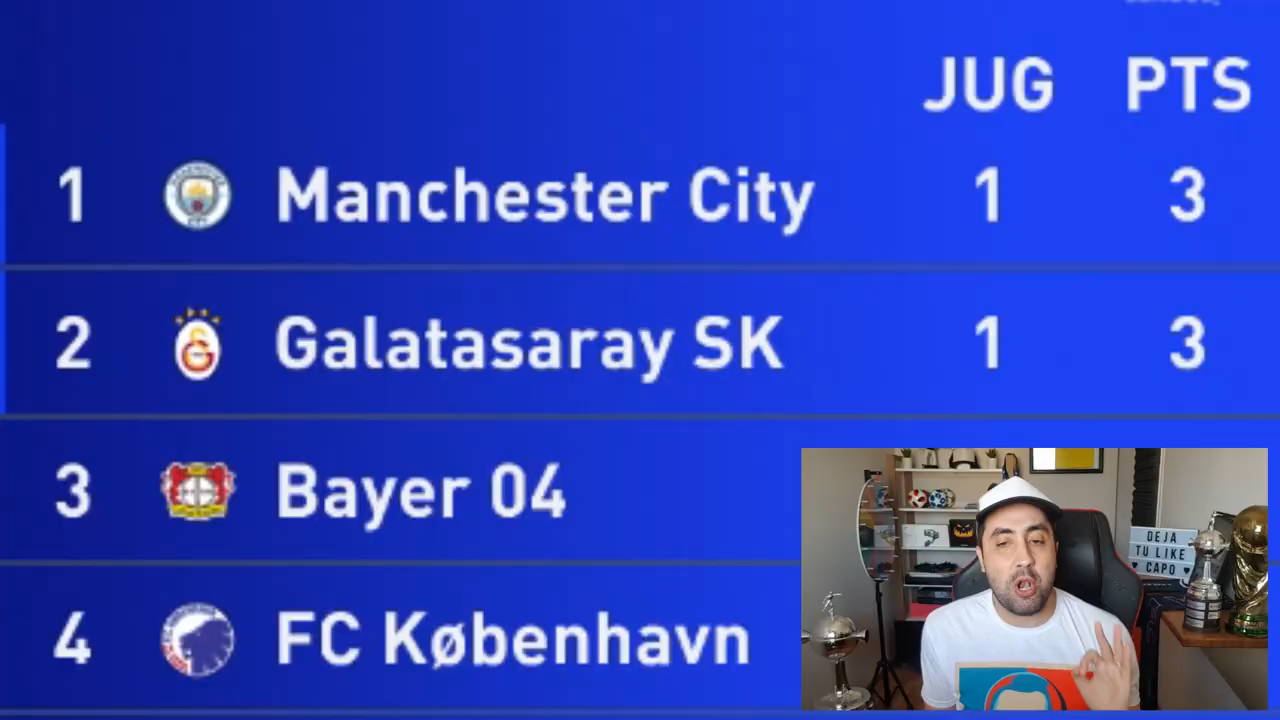 JUG PTS
1 Manchester City 1 3
2 Galatasaray SK 1 3
3 Bayer 04
4 FC København
DEJA
TU LIKE
♥ CAPO ♥